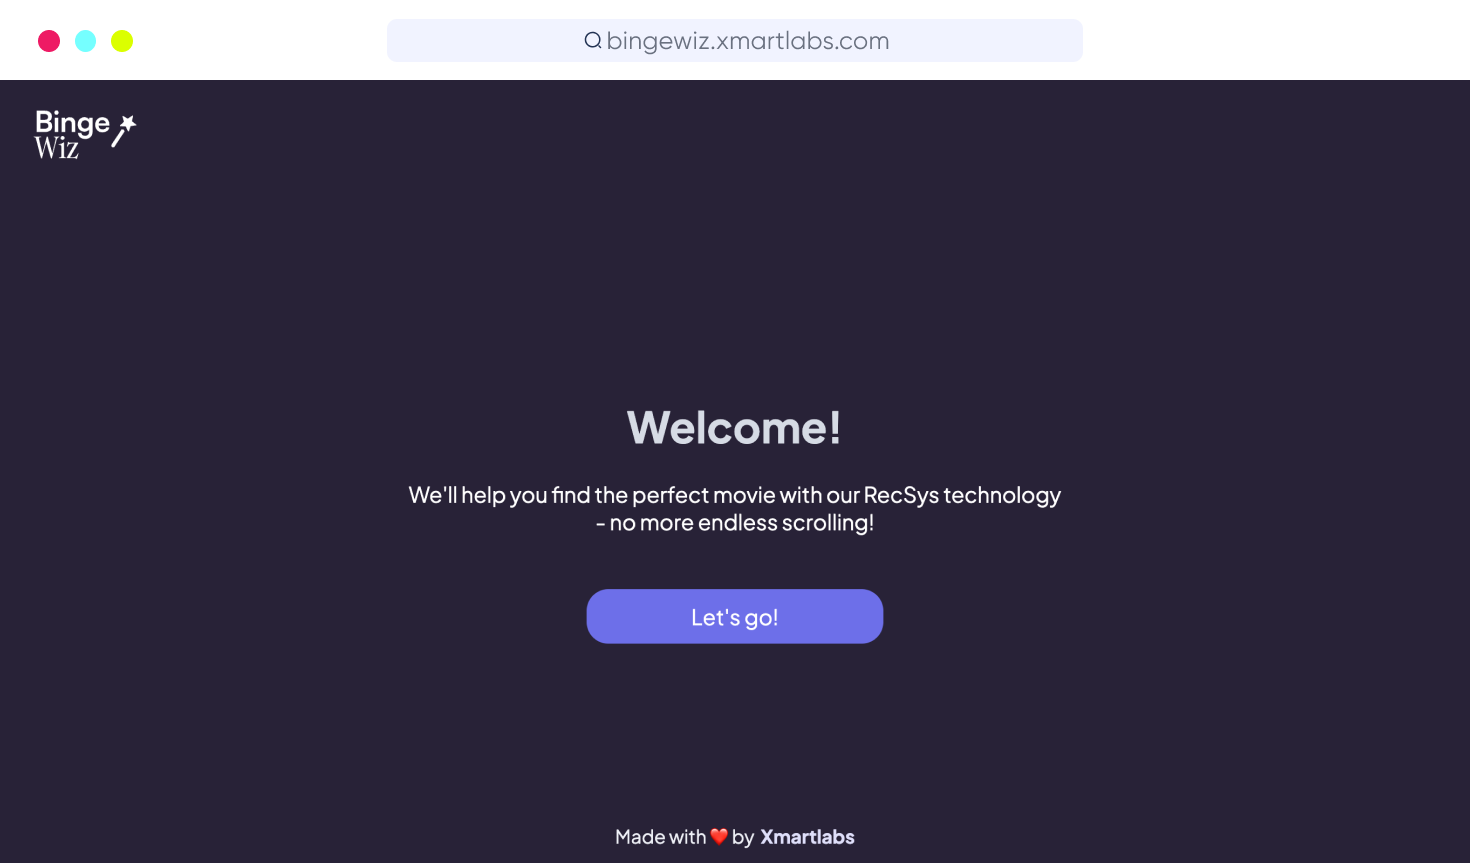 bingewiz.xmartlabs.com
Binge
Wiz
Welcome!
We'll help you find the perfect movie with our RecSys technology
- no more endless scrolling!
Let's go!
Made with ❤️ by Xmartlabs